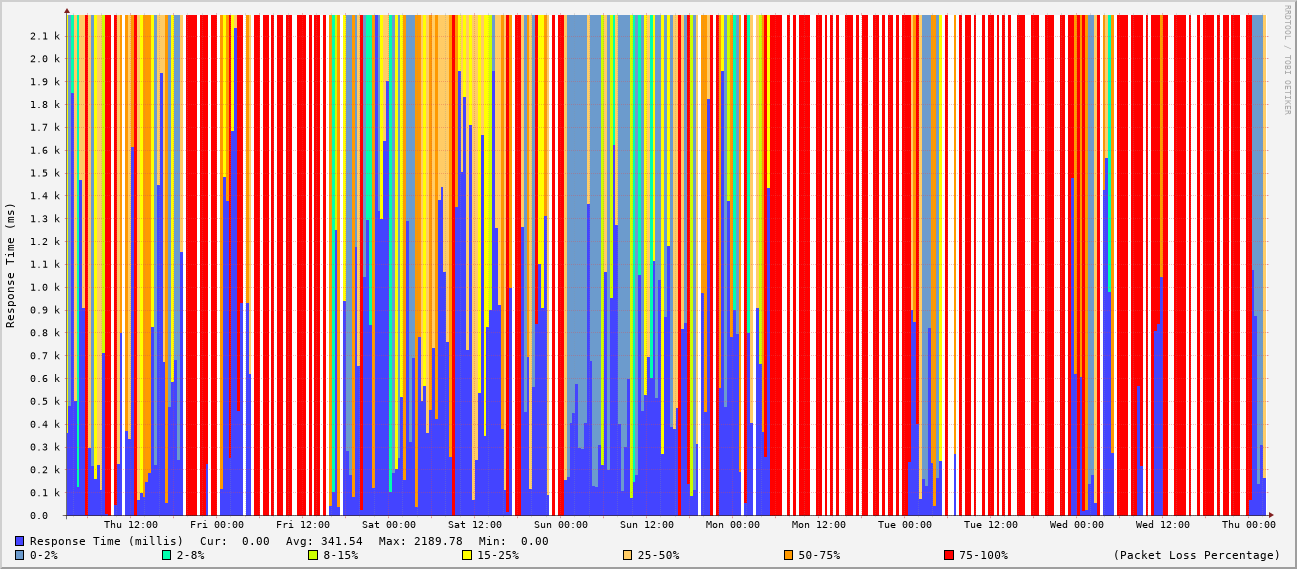 RRDTOOL / TOBI OETIKER
Response Time (ms)
2.1 k
2.0 k
1.9 k
1.8 k
1.7 k
1.6 k
1.5 k
1.4 k
1.3 k
1.2 k
1.1 k
1.0 k
0.9 k
0.8 k
0.7 k
0.6 k
0.5 k
0.4 k
0.3 k
0.2 k
0.1 k
0.0
Thu 12:00 Fri 00:00 Fri 12:00 Sat 00:00 Sat 12:00 Sun 00:00 Sun 12:00 Mon 00:00 Mon 12:00 Tue 00:00 Tue 12:00 Wed 00:00 Wed 12:00 Thu 00:00
Response Time (millis) Cur: 0.00 Avg: 341.54 Max: 2189.78 Min: 0.00
0-2% 2-8% 8-15% 15-25% 25-50% 50-75% 75-100% (Packet Loss Percentage)